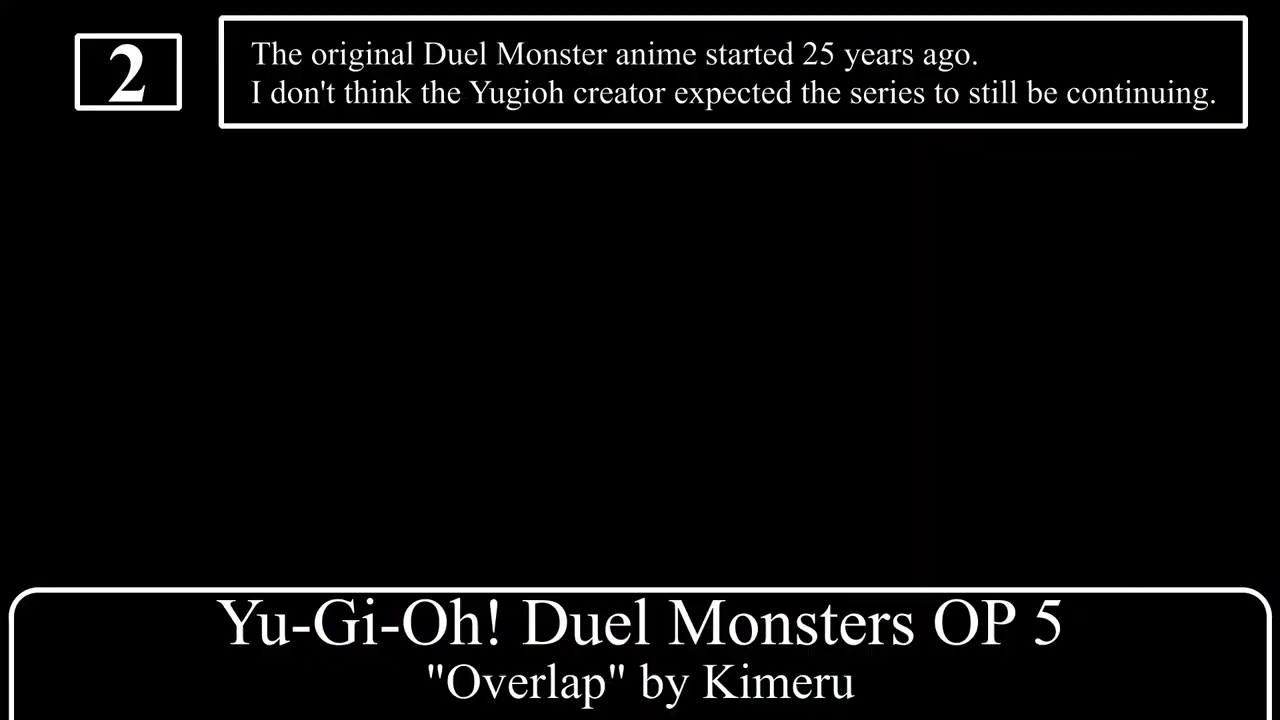 2
The original Duel Monster anime started 25 years ago.
I don't think the Yugioh creator expected the series to still be continuing.
Yu-Gi-Oh! Duel Monsters OP 5
"Overlap" by Kimeru